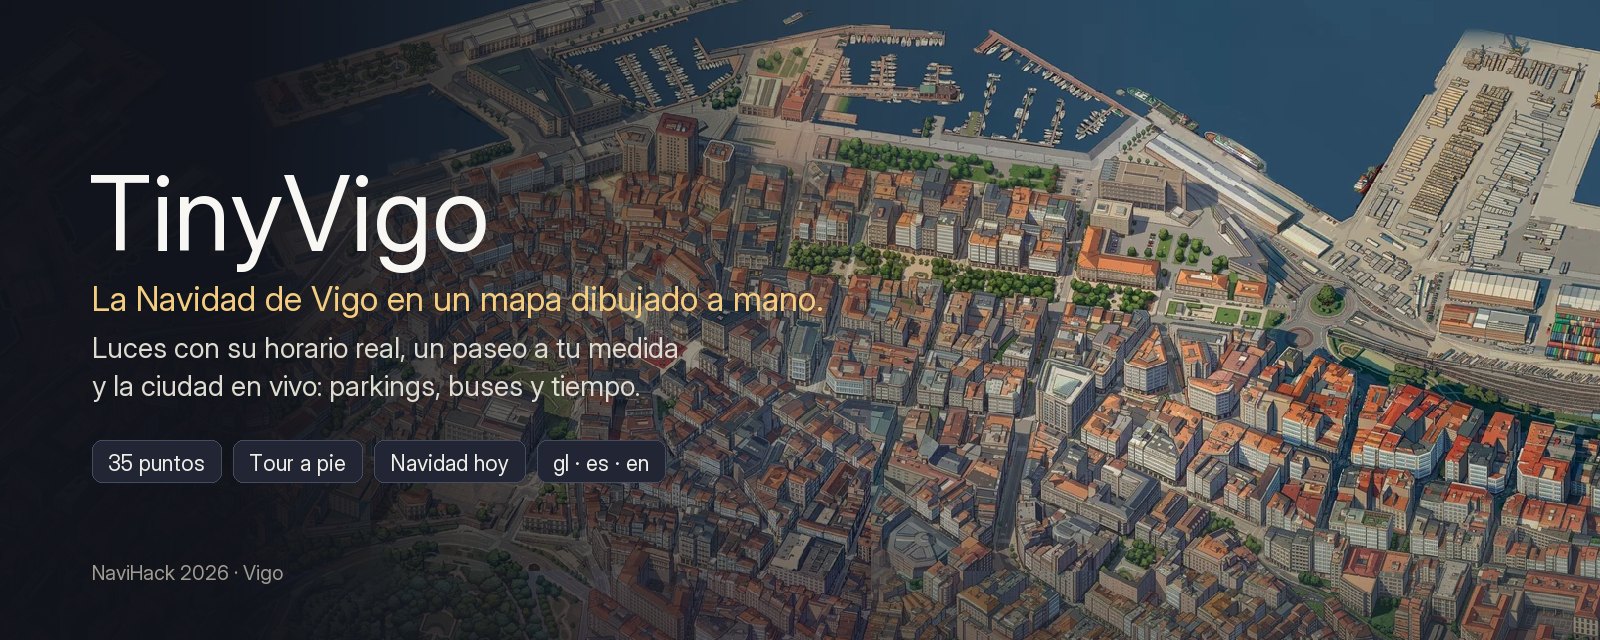 TinyVigo
La Navidad de Vigo en un mapa dibujado a mano.
Luces con su horario real, un paseo a tu medida
y la ciudad en vivo: parkings, buses y tiempo.
35 puntos
Tour a pie
Navidad hoy
gl · es · en
NaviHack 2026 · Vigo